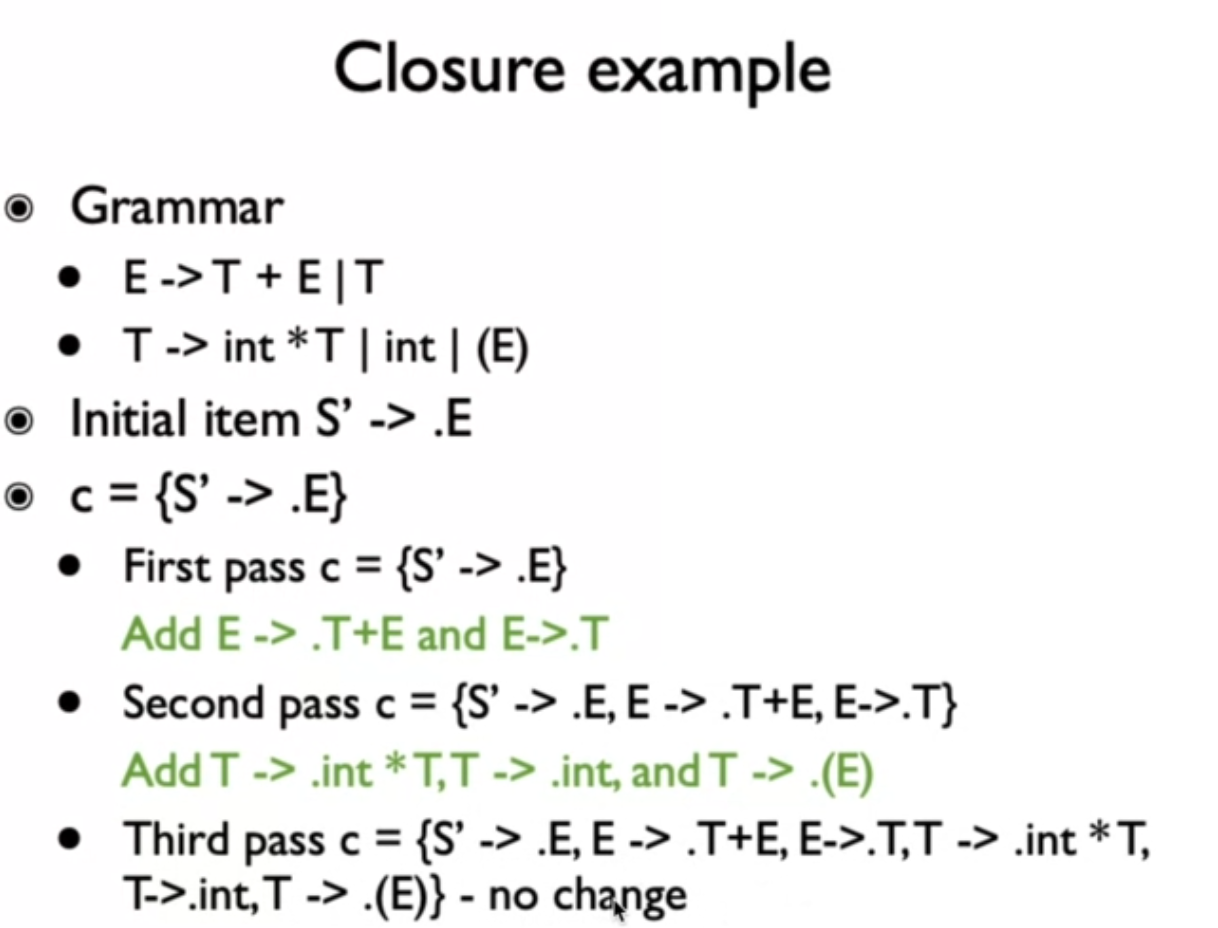 Closure example
Grammar
E -> T + E | T
T -> int * T | int | (E)
Initial item S’ -> .E
c = {S’ -> .E}
First pass c = {S’ -> .E}
Add E -> .T+E and E->.T
Second pass c = {S’ -> .E, E -> .T+E, E->.T}
Add T -> .int * T, T -> .int, and T -> .(E)
Third pass c = {S’ -> .E, E -> .T+E, E->.T, T -> .int * T,
T->.int, T -> .(E)} - no change